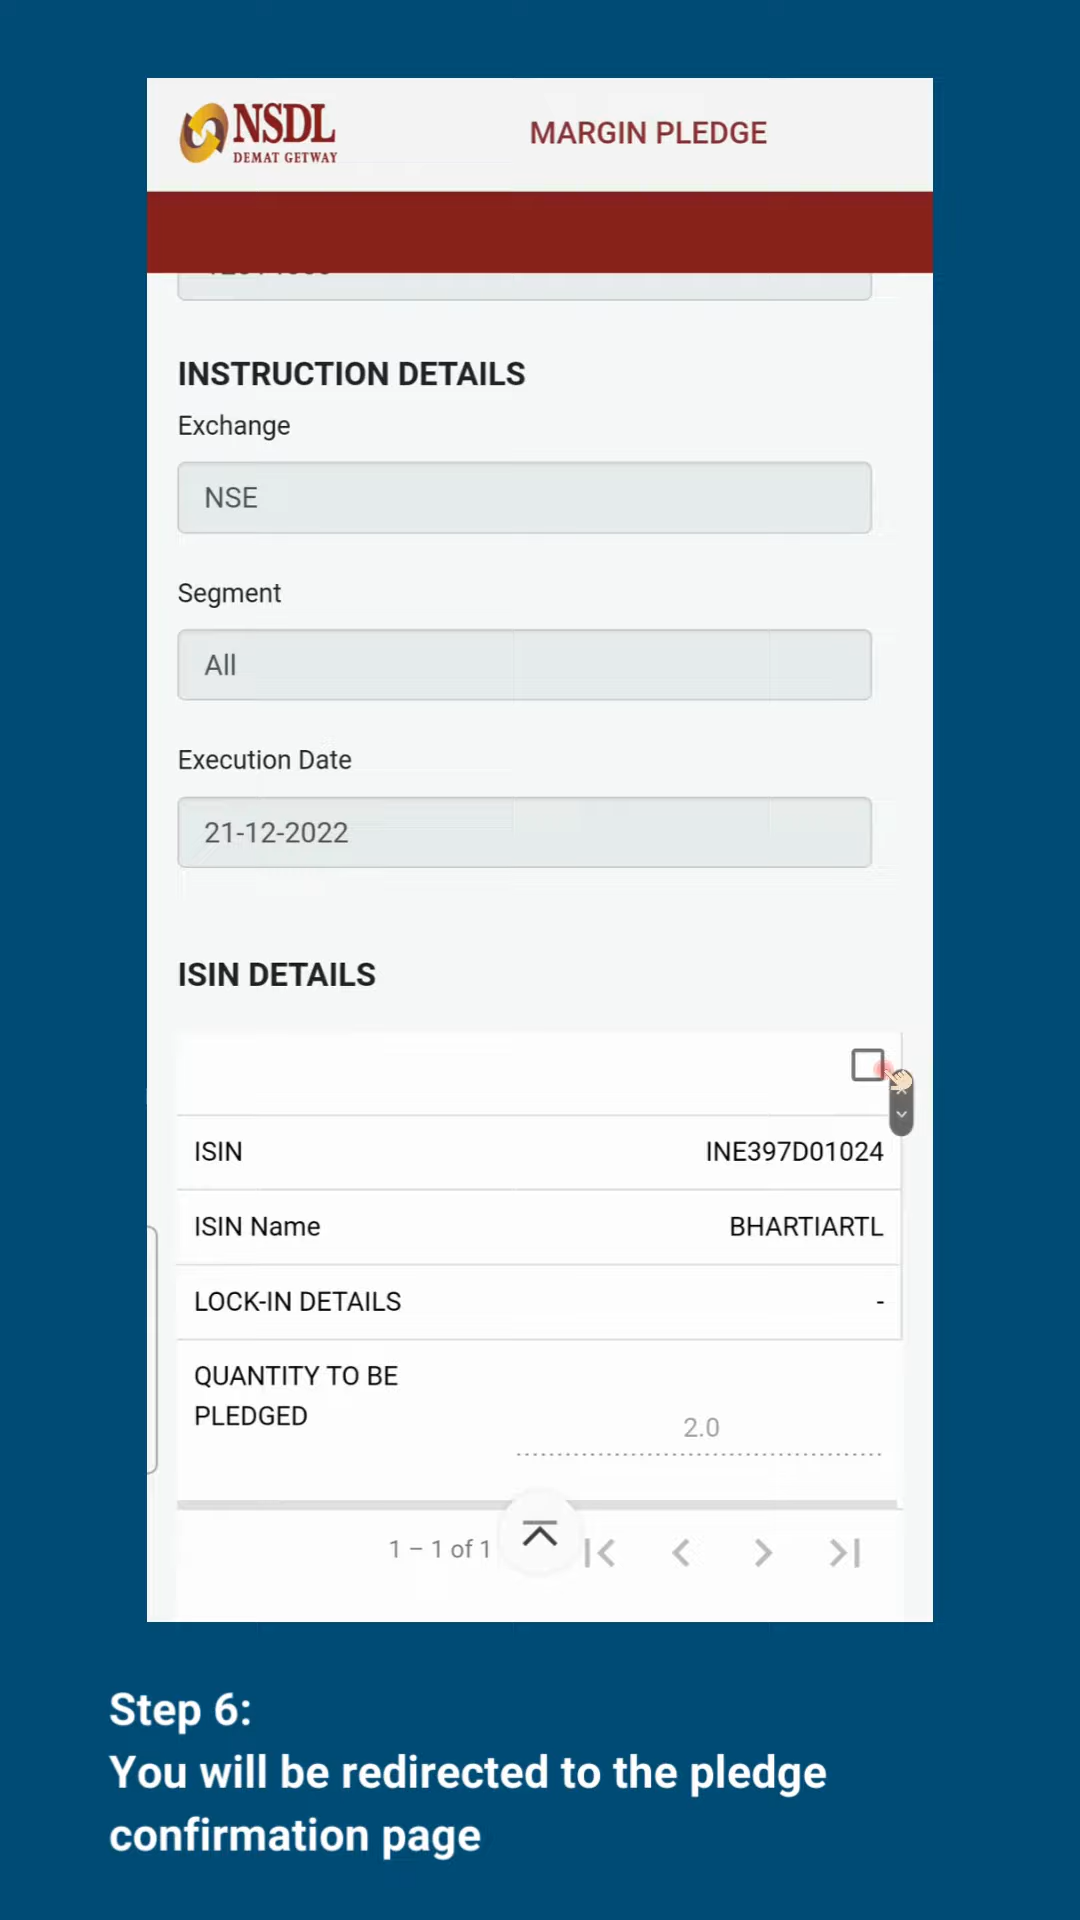 NSDL
DEMAT GETWAY
MARGIN PLEDGE
INSTRUCTION DETAILS
Exchange
NSE
Segment
All
Execution Date
21-12-2022
ISIN DETAILS
ISIN
INE397D01024
ISIN Name
BHARTIARTL
LOCK-IN DETAILS
-
QUANTITY TO BE
PLEDGED
2.0
1 – 1 of 1
Step 6:
You will be redirected to the pledge
confirmation page